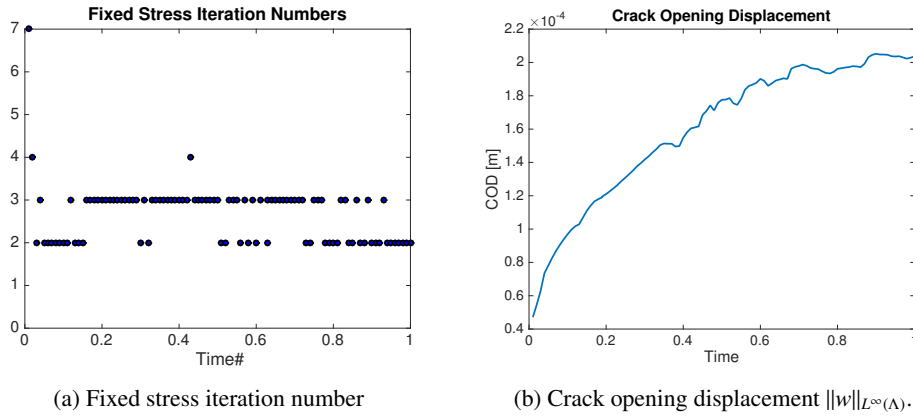 Fixed Stress Iteration Numbers
7
6
5
4
3
2
1
0
0 0.2 0.4 0.6 0.8 1
Time#
(a) Fixed stress iteration number
Crack Opening Displacement
×10⁻⁴
2.2
2
1.8
1.6
1.4
1.2
1
0.8
0.6
0.4
COD [m]
0 0.2 0.4 0.6 0.8 1
Time
(b) Crack opening displacement ||w||L∞(Λ).